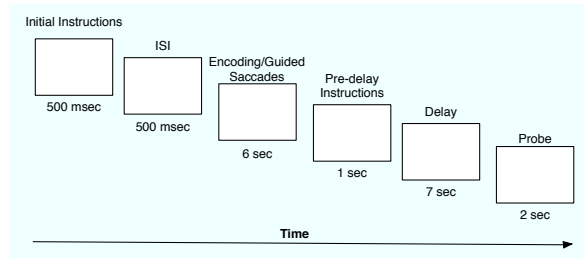 Initial Instructions
500 msec
ISI
500 msec
Encoding/Guided
Saccades
6 sec
Pre-delay
Instructions
1 sec
Delay
7 sec
Probe
2 sec
Time